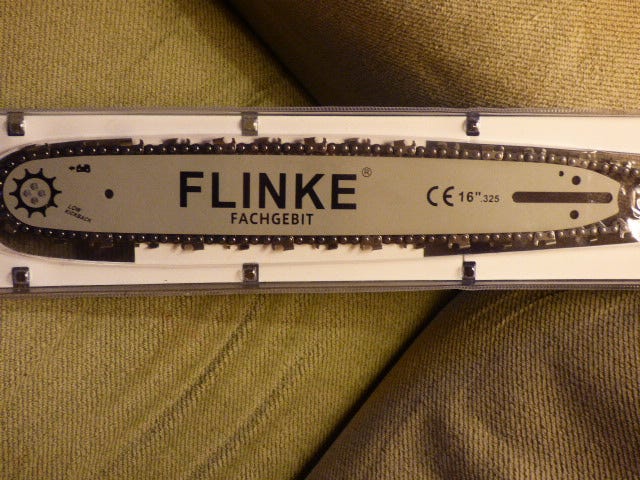 FLINKE®
FACHGEBIT
CE 16" .325
LOW
KICKBACK